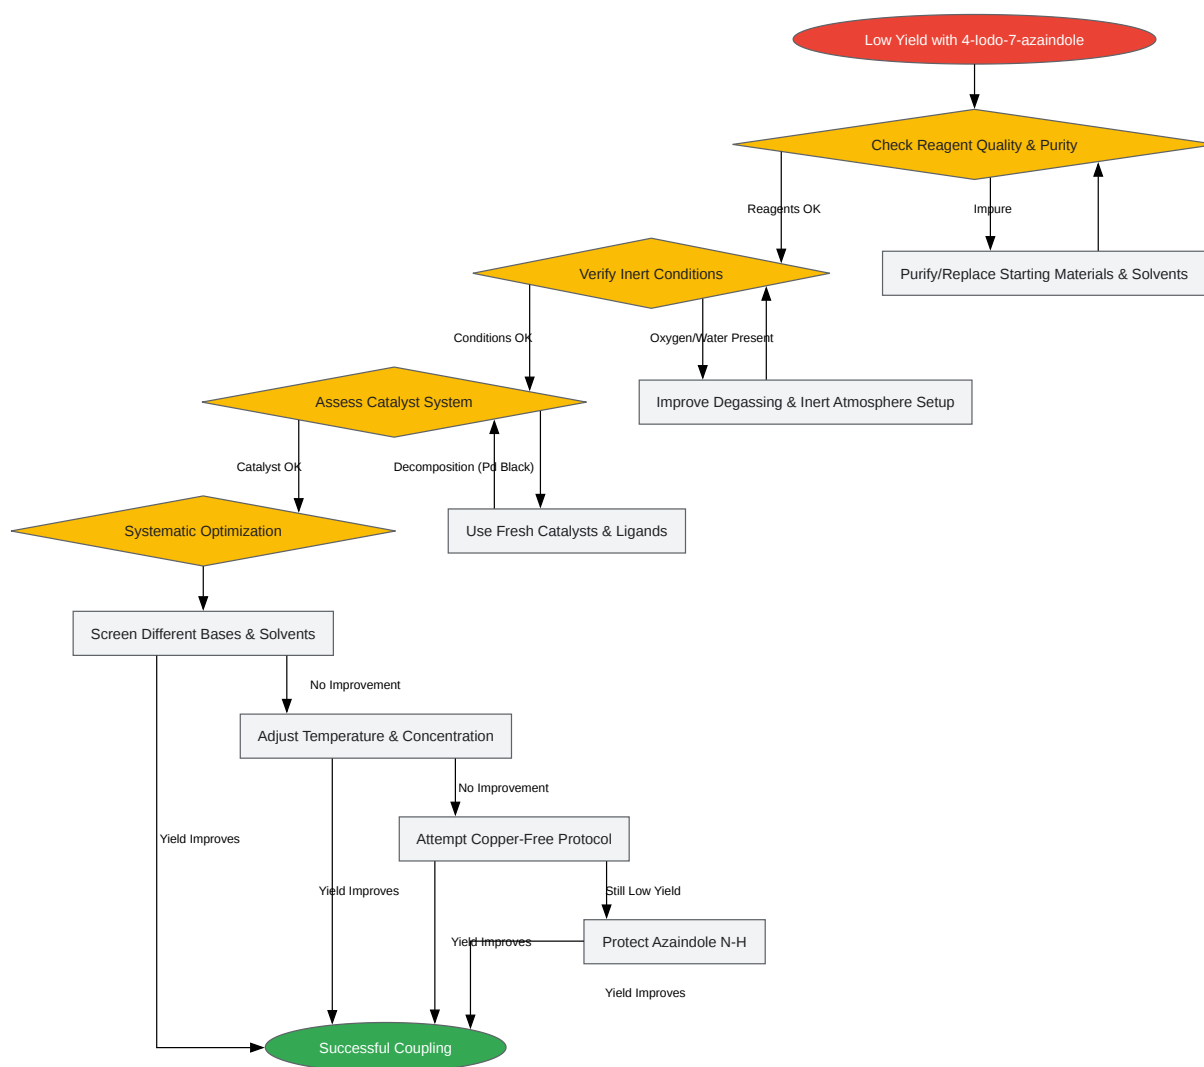 Low Yield with 4-Iodo-7-azaindole
Check Reagent Quality & Purity
Reagents OK
Impure
Verify Inert Conditions
Purify/Replace Starting Materials & Solvents
Conditions OK
Oxygen/Water Present
Assess Catalyst System
Improve Degassing & Inert Atmosphere Setup
Catalyst OK
Decomposition (Pd Black)
Systematic Optimization
Use Fresh Catalysts & Ligands
Screen Different Bases & Solvents
No Improvement
Adjust Temperature & Concentration
No Improvement
Yield Improves
Attempt Copper-Free Protocol
Yield Improves
Still Low Yield
Yield Improves
Protect Azaindole N-H
Yield Improves
Successful Coupling